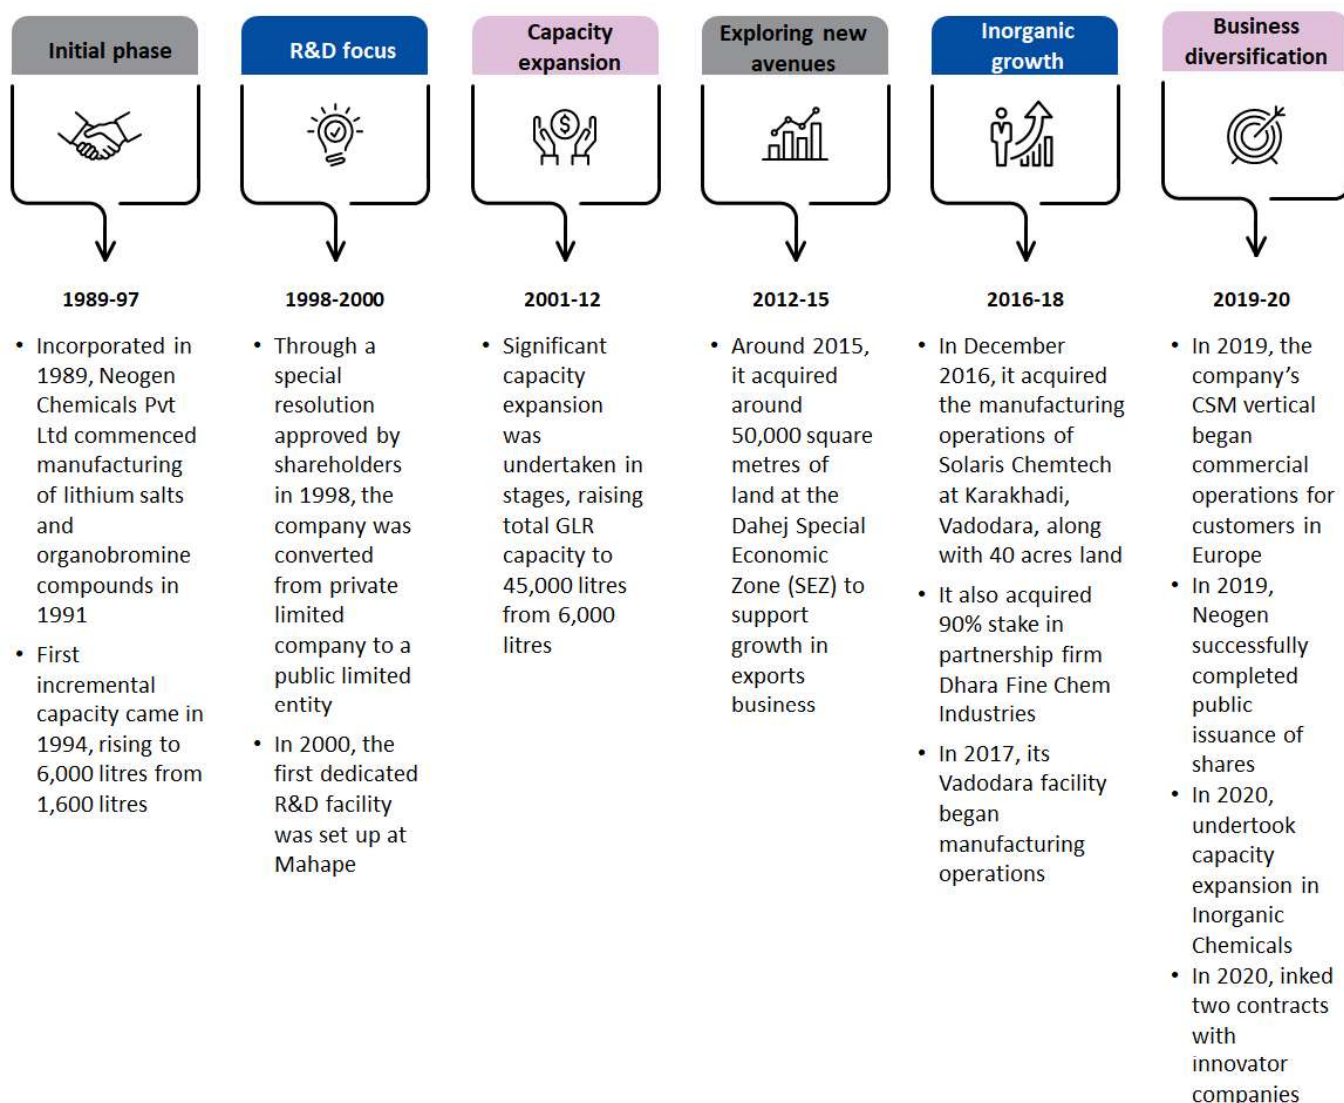 Initial phase
1989-97
• Incorporated in
1989, Neogen
Chemicals Pvt
Ltd commenced
manufacturing
of lithium salts
and
organobromine
compounds in
1991
• First
incremental
capacity came in
1994, rising to
6,000 litres from
1,600 litres
R&D focus
1998-2000
• Through a
special
resolution
approved by
shareholders
in 1998, the
company was
converted
from private
limited
company to a
public limited
entity
• In 2000, the
first dedicated
R&D facility
was set up at
Mahape
Capacity
expansion
$
2001-12
• Significant
capacity
expansion
was
undertaken in
stages, raising
total GLR
capacity to
45,000 litres
from 6,000
litres
Exploring new
avenues
2012-15
• Around 2015,
it acquired
around
50,000 square
metres of
land at the
Dahej Special
Economic
Zone (SEZ) to
support
growth in
exports
business
Inorganic
growth
2016-18
• In December
2016, it acquired
the manufacturing
operations of
Solaris Chemtech
at Karakhadi,
Vadodara, along
with 40 acres land
• It also acquired
90% stake in
partnership firm
Dhara Fine Chem
Industries
• In 2017, its
Vadodara facility
began
manufacturing
operations
Business
diversification
2019-20
• In 2019, the
company’s
CSM vertical
began
commercial
operations for
customers in
Europe
• In 2019,
Neogen
successfully
completed
public
issuance of
shares
• In 2020,
undertook
capacity
expansion in
Inorganic
Chemicals
• In 2020, inked
two contracts
with
innovator
companies